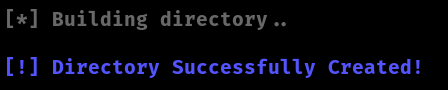 [*] Building directory..
[!] Directory Successfully Created!